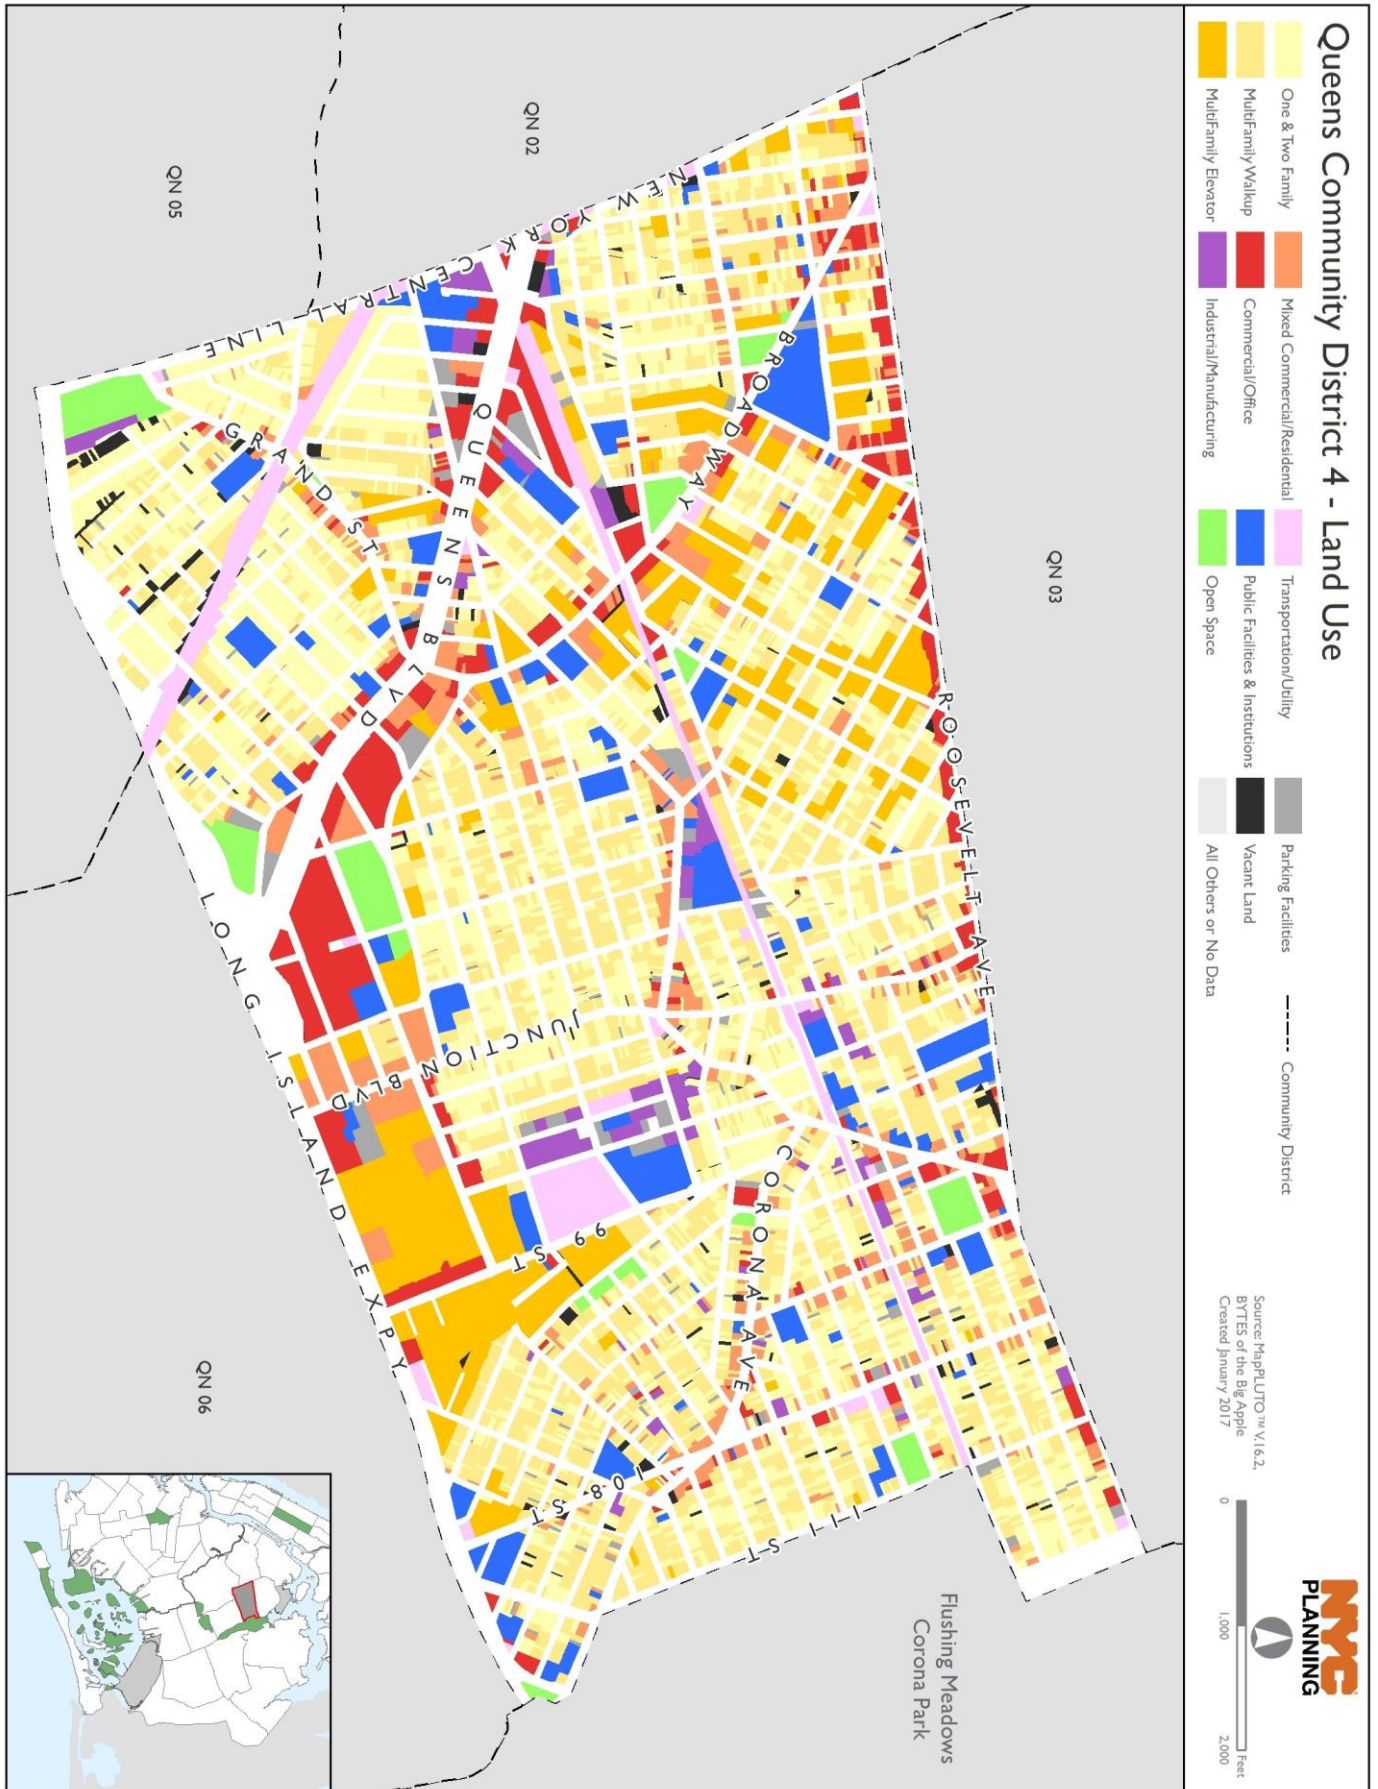 Queens Community District 4 - Land Use
One & Two Family
MultiFamily Walkup
MultiFamily Elevator
Mixed Commercial/Residential
Commercial/Office
Industrial/Manufacturing
Transportation/Utility
Public Facilities & Institutions
Open Space
Parking Facilities
Vacant Land
All Others or No Data
Community District
Source: MapPLUTO™ V.16.2,
BYTES of the Big Apple
Created January 2017
0 1,000 2,000
Feet
NYC
PLANNING
QN 03
QN 02
QN 05
QN 06
Flushing Meadows
Corona Park
ROOSEVELT AVE
BROADWAY
NEW YORK CENTRAL LINE
QUEENS BLVD
GRAND ST
JUNCTION BLVD
CORONA AVE
99 ST
108 ST
111 ST
LONG ISLAND EXPY